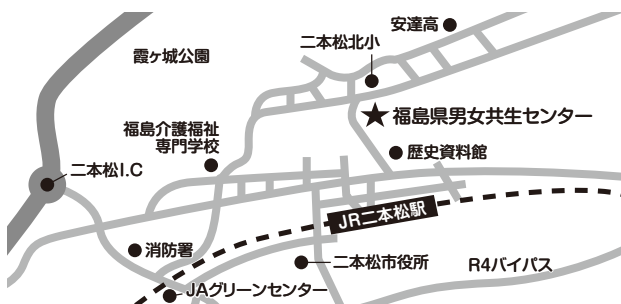 安達高
二本松北小
霞ヶ城公園
福島県男女共生センター
福島介護福祉
専門学校
歴史資料館
二本松I.C
JR二本松駅
消防署
二本松市役所
R4バイパス
JAグリーンセンター